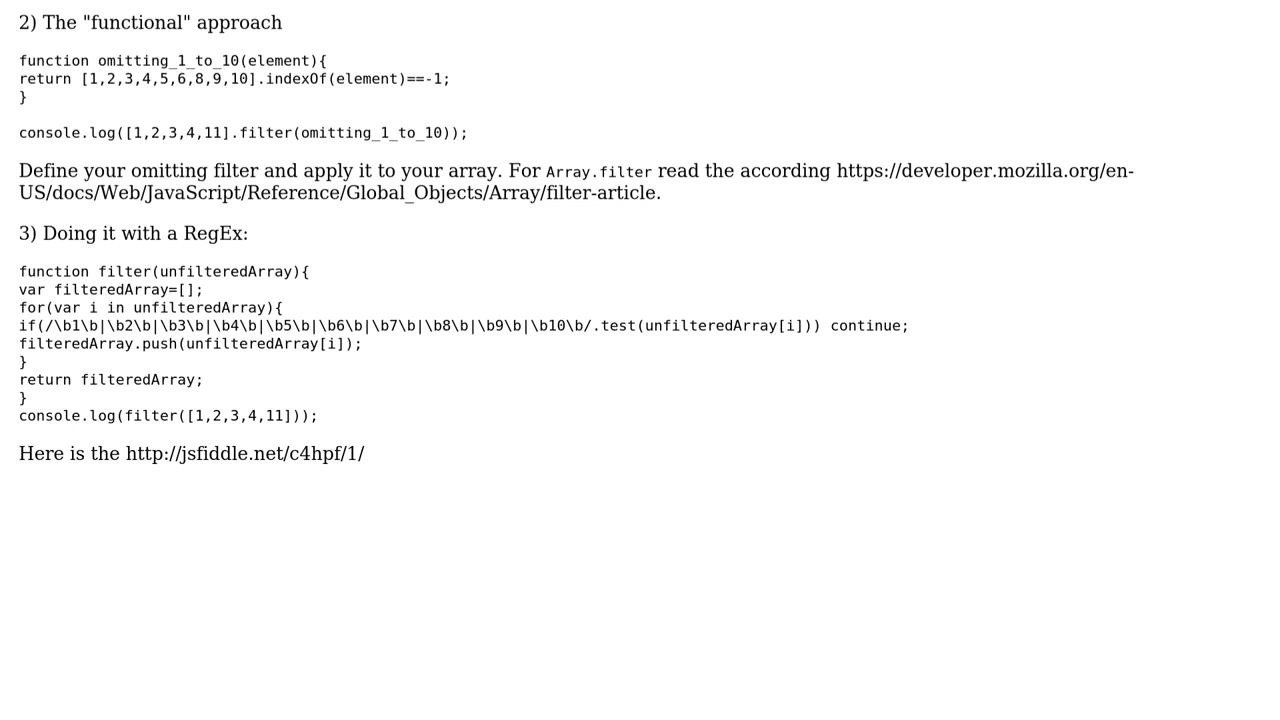 2) The "functional" approach
function omitting_1_to_10(element){
return [1,2,3,4,5,6,8,9,10].indexOf(element)==-1;
}
console.log([1,2,3,4,11].filter(omitting_1_to_10));
Define your omitting filter and apply it to your array. For Array.filter read the according https://developer.mozilla.org/en-
US/docs/Web/JavaScript/Reference/Global_Objects/Array/filter-article.
3) Doing it with a RegEx:
function filter(unfilteredArray){
var filteredArray=[];
for(var i in unfilteredArray){
if(/\b1\b|\b2\b|\b3\b|\b4\b|\b5\b|\b6\b|\b7\b|\b8\b|\b9\b|\b10\b/.test(unfilteredArray[i])) continue;
filteredArray.push(unfilteredArray[i]);
}
return filteredArray;
}
console.log(filter([1,2,3,4,11]));
Here is the http://jsfiddle.net/c4hpf/1/